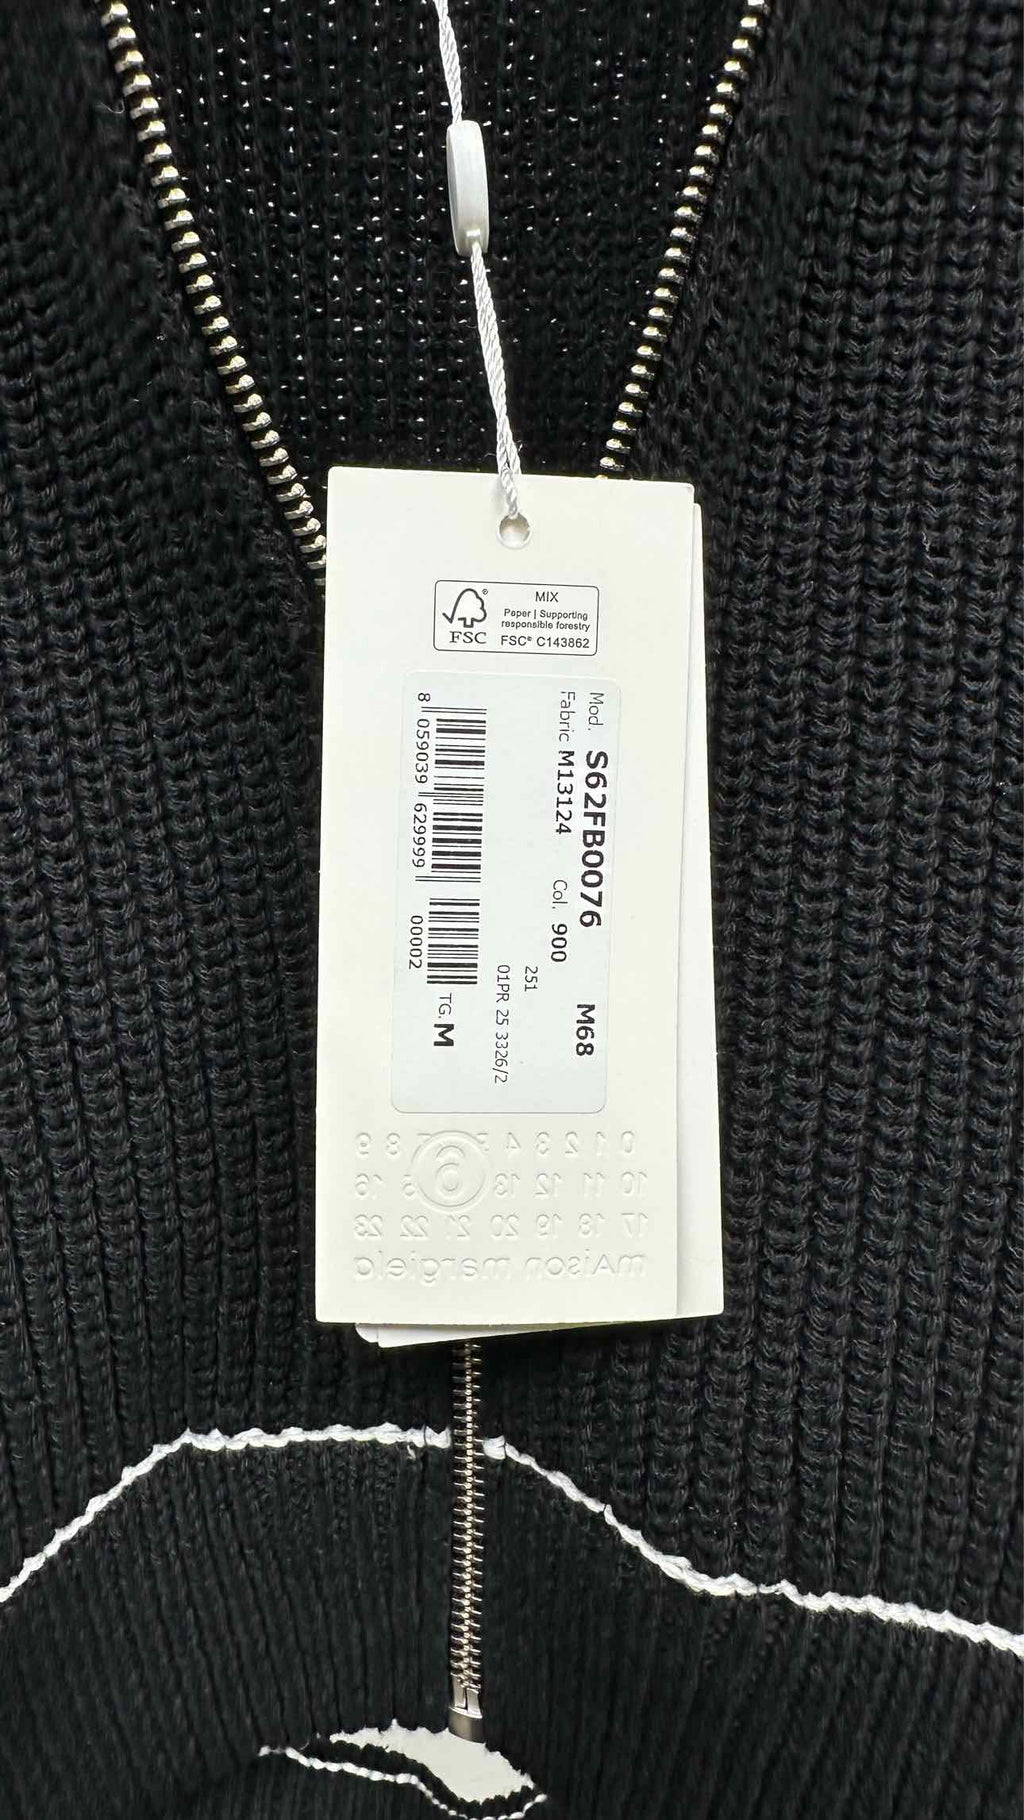 MIX
Paper | Supporting
responsible forestry
FSC® C143862
FSC®
Mod. S62FB0076 M68
Fabric M13124 Col. 900
251
01PR 25 3326/2
8 059039 629999
00002
TG. M
0 1 2 3 4 5 7 8 9
6
10 11 12 13 15 16
17 18 19 20 21 22 23
maison margiela